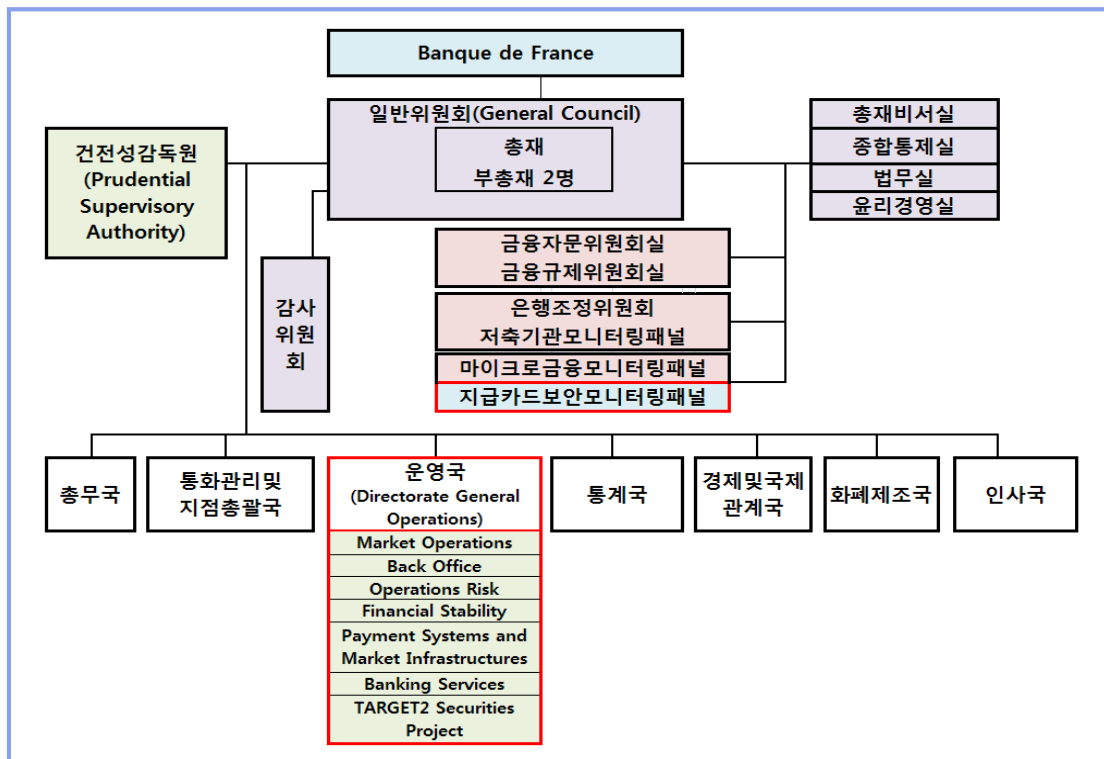 Banque de France
일반위원회(General Council)
총재
부총재 2명
건전성감독원
(Prudential
Supervisory
Authority)
총재비서실
종합통제실
법무실
윤리경영실
감사
위원
회
금융자문위원회실
금융규제위원회실
은행조정위원회
저축기관모니터링패널
마이크로금융모니터링패널
지급카드보안모니터링패널
총무국
통화관리및
지점총괄국
운영국
(Directorate General
Operations)
Market Operations
Back Office
Operations Risk
Financial Stability
Payment Systems and
Market Infrastructures
Banking Services
TARGET2 Securities
Project
통계국
경제및국제
관계국
화폐제조국
인사국